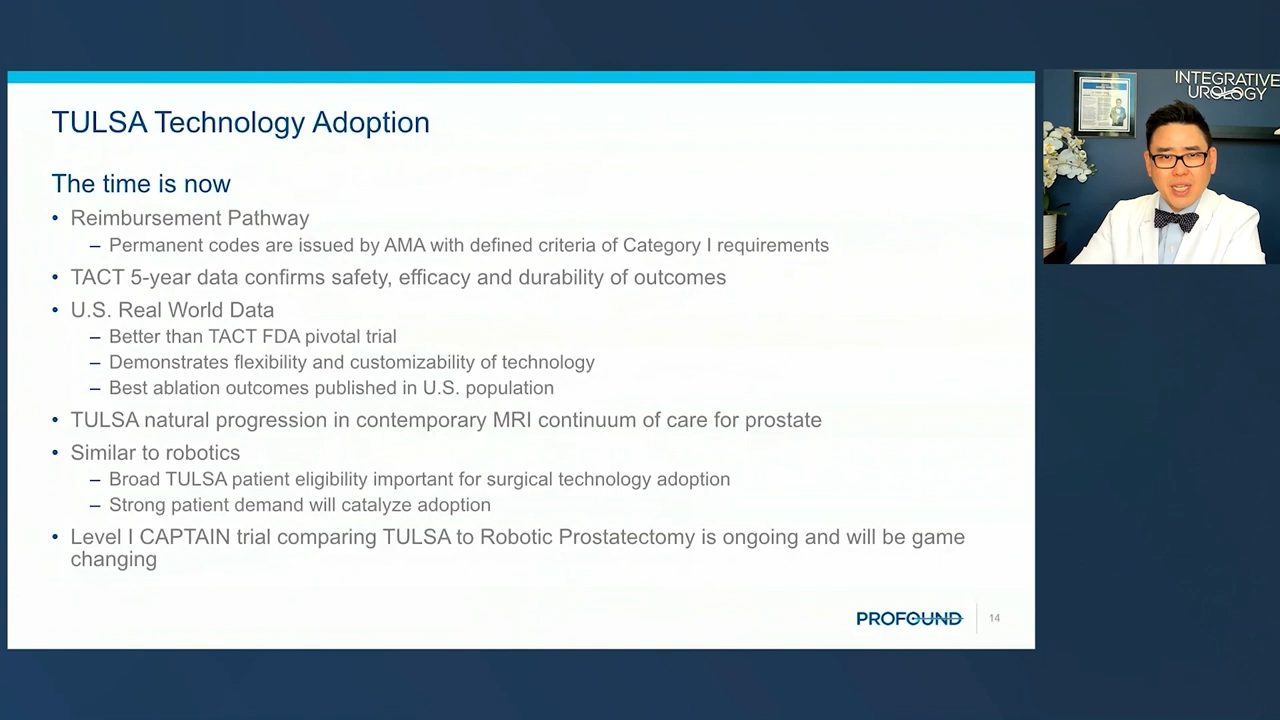 TULSA Technology Adoption
The time is now
• Reimbursement Pathway
– Permanent codes are issued by AMA with defined criteria of Category I requirements
• TACT 5-year data confirms safety, efficacy and durability of outcomes
• U.S. Real World Data
– Better than TACT FDA pivotal trial
– Demonstrates flexibility and customizability of technology
– Best ablation outcomes published in U.S. population
• TULSA natural progression in contemporary MRI continuum of care for prostate
• Similar to robotics
– Broad TULSA patient eligibility important for surgical technology adoption
– Strong patient demand will catalyze adoption
• Level I CAPTAIN trial comparing TULSA to Robotic Prostatectomy is ongoing and will be game
changing
PROFOUND
14
INTEGRATIVE
UROLOGY